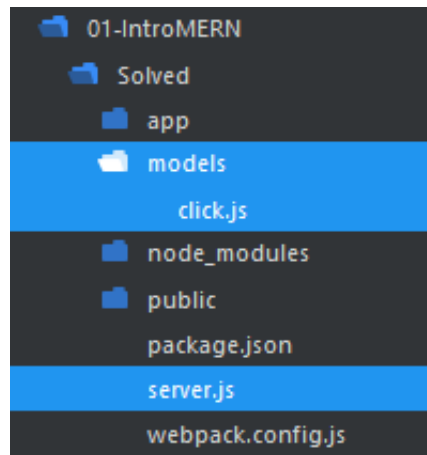 01-IntroMERN
Solved
app
models
click.js
node_modules
public
package.json
server.js
webpack.config.js